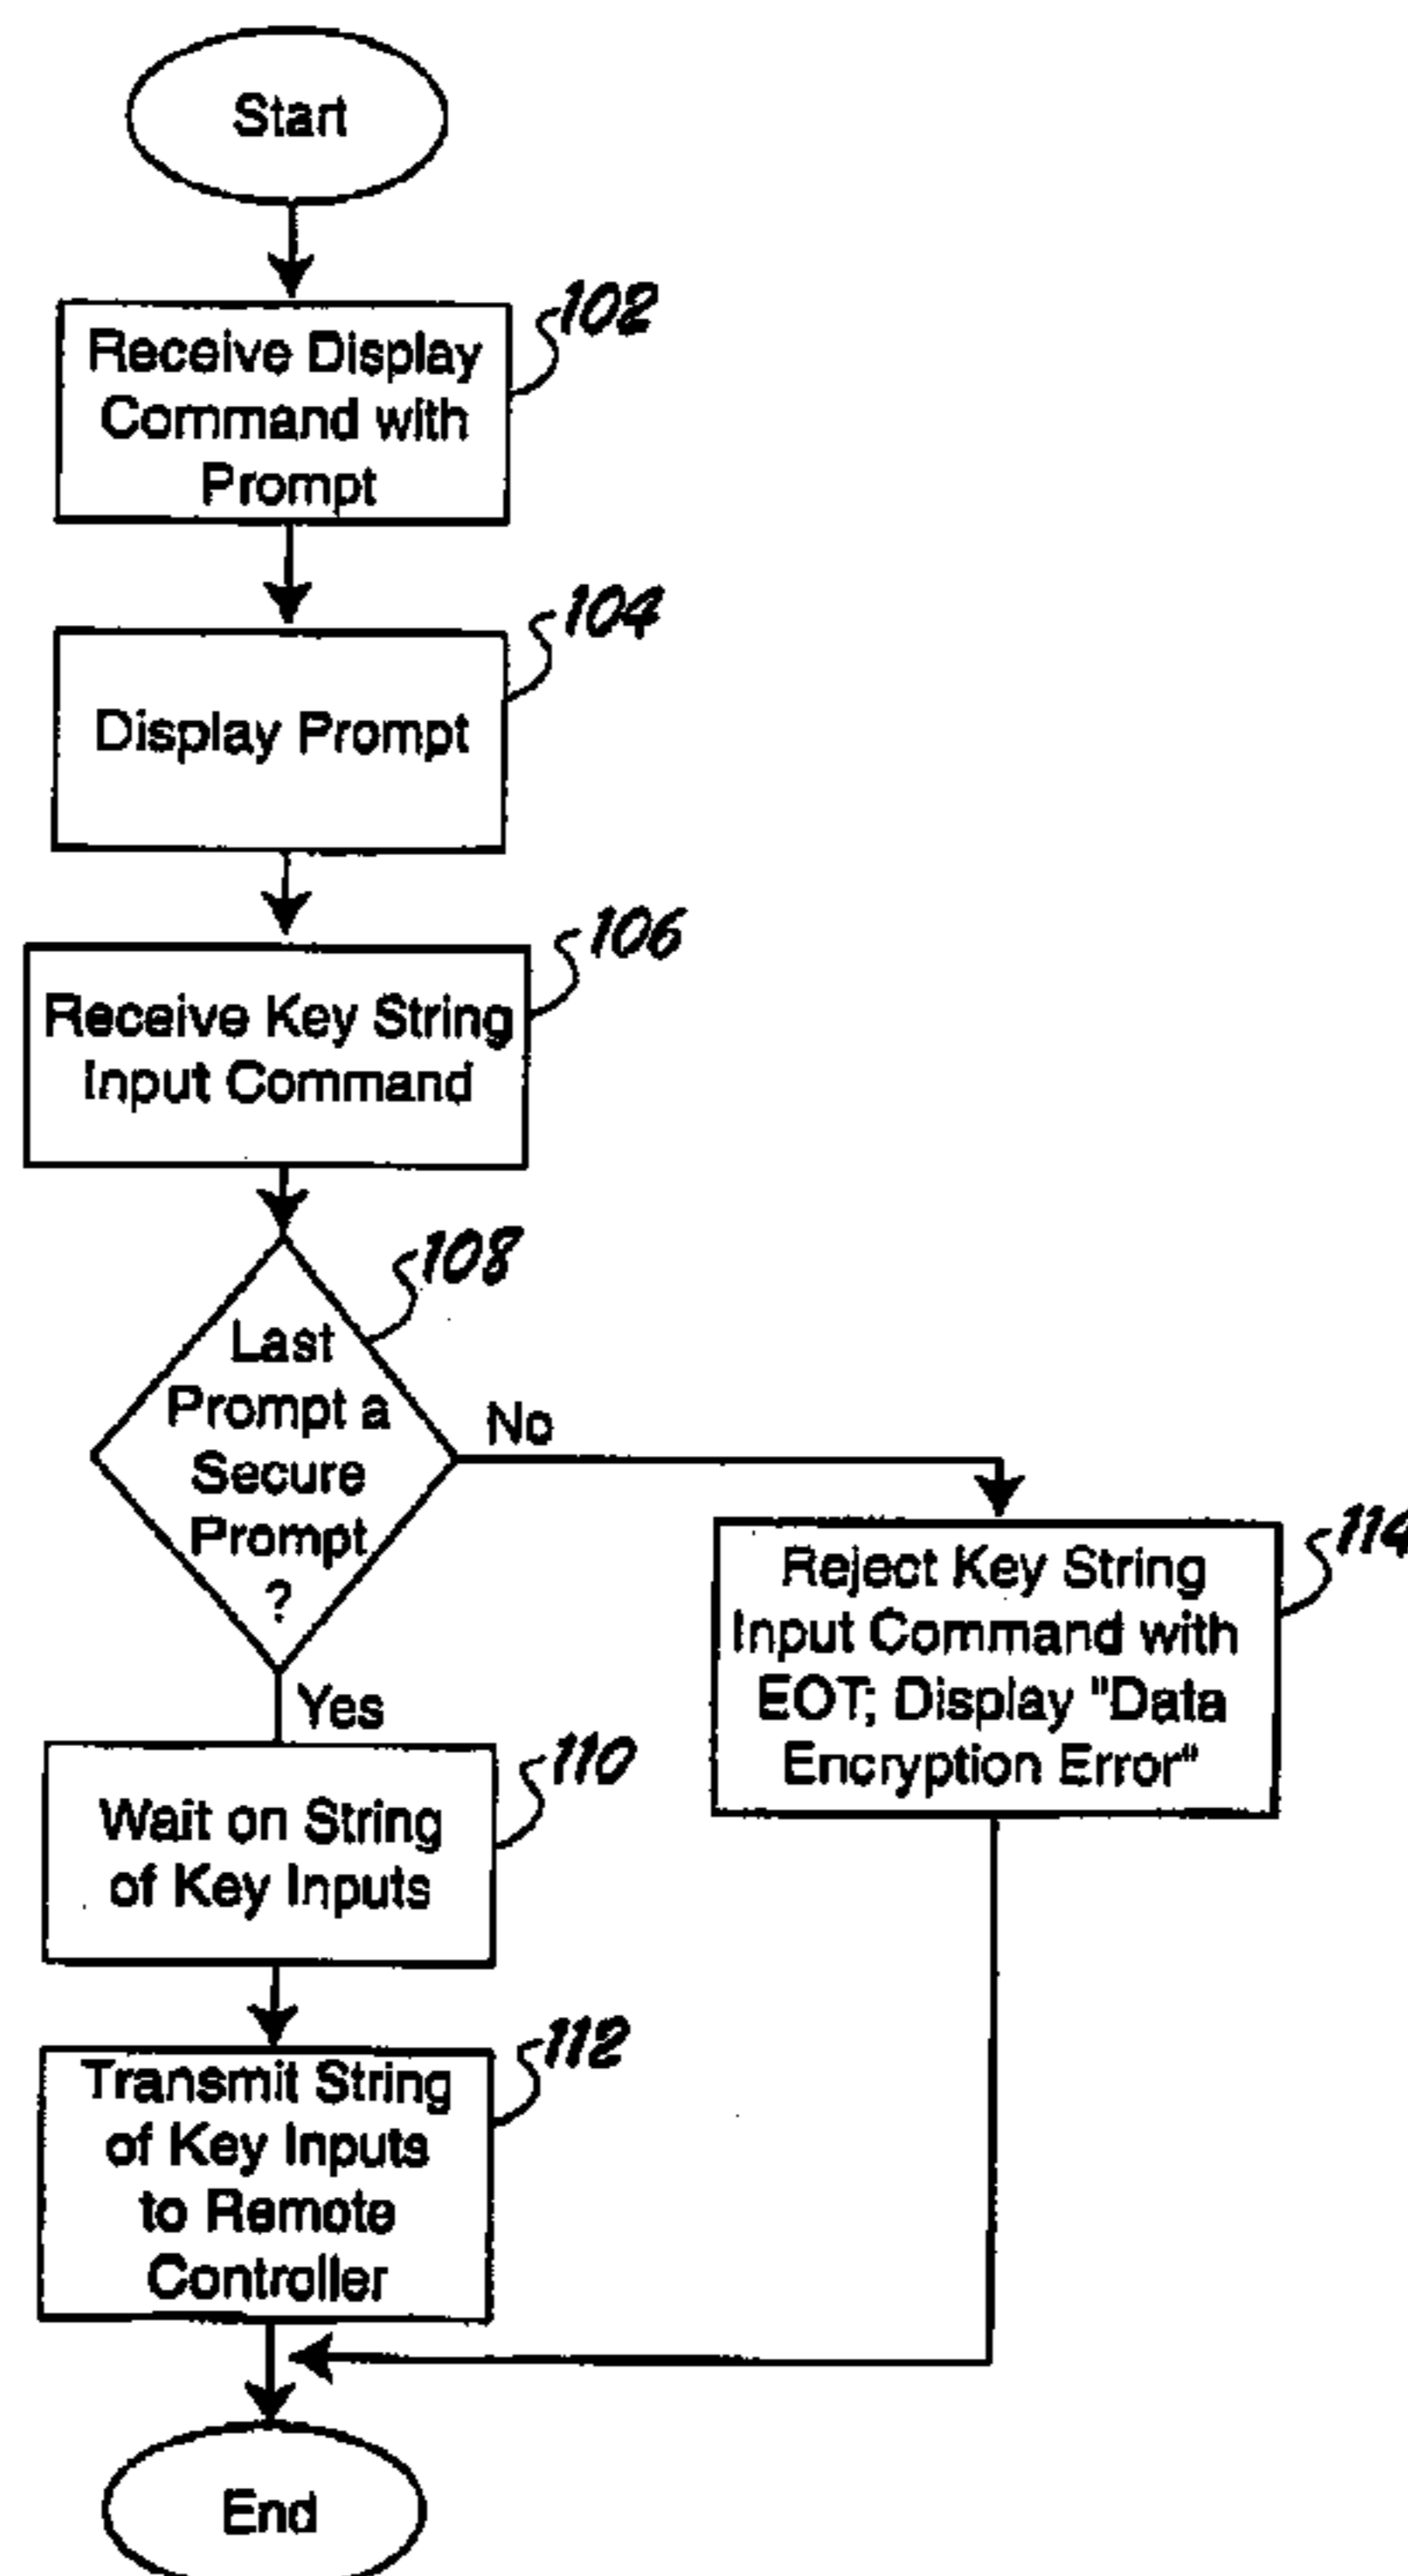 Start
102
Receive Display
Command with
Prompt
104
Display Prompt
106
Receive Key String
Input Command
108
Last
Prompt a
Secure
Prompt
?
No
114
Reject Key String
Input Command with
EOT; Display "Data
Encryption Error"
Yes
110
Wait on String
of Key Inputs
112
Transmit String
of Key Inputs
to Remote
Controller
End